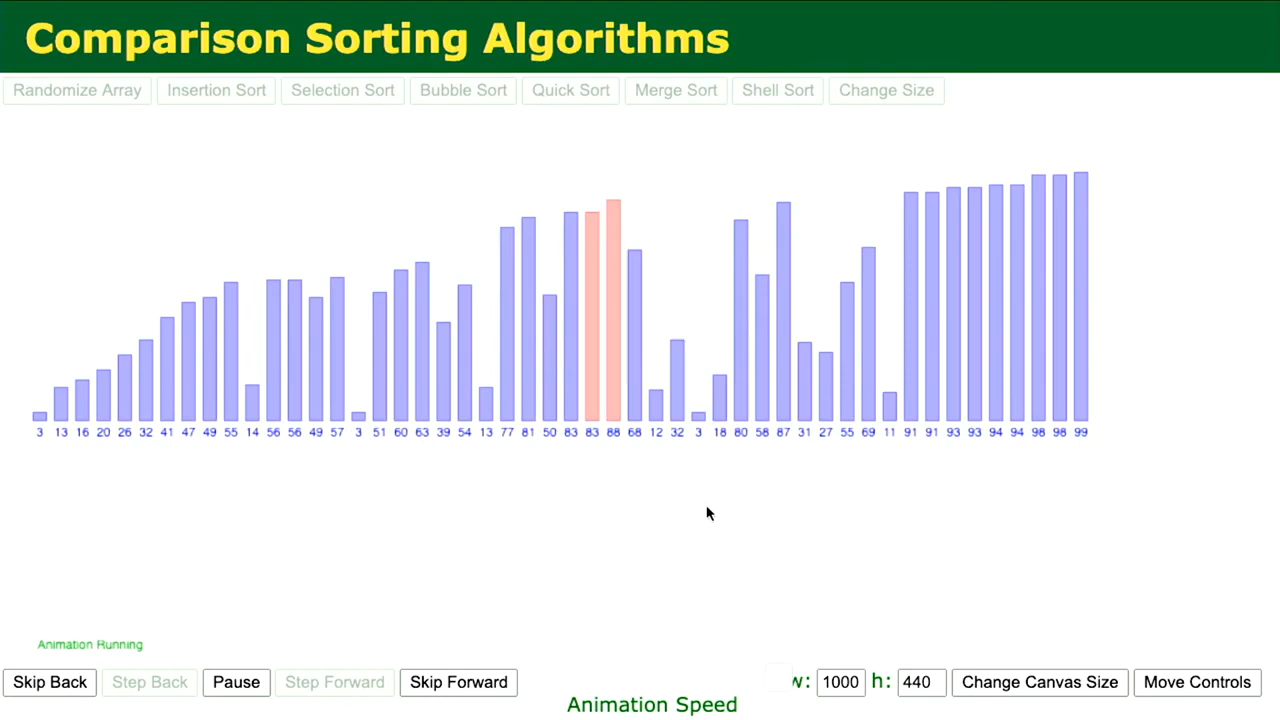 Comparison Sorting Algorithms
Randomize Array Insertion Sort Selection Sort Bubble Sort Quick Sort Merge Sort Shell Sort Change Size
3 13 16 20 26 32 41 47 49 55 14 56 56 49 57 3 51 60 63 39 54 13 77 81 50 83 83 88 68 12 32 3 18 80 58 87 31 27 55 69 11 91 91 93 93 94 94 98 98 99
Animation Running
Skip Back Step Back Pause Step Forward Skip Forward w: 1000 h: 440 Change Canvas Size Move Controls
Animation Speed